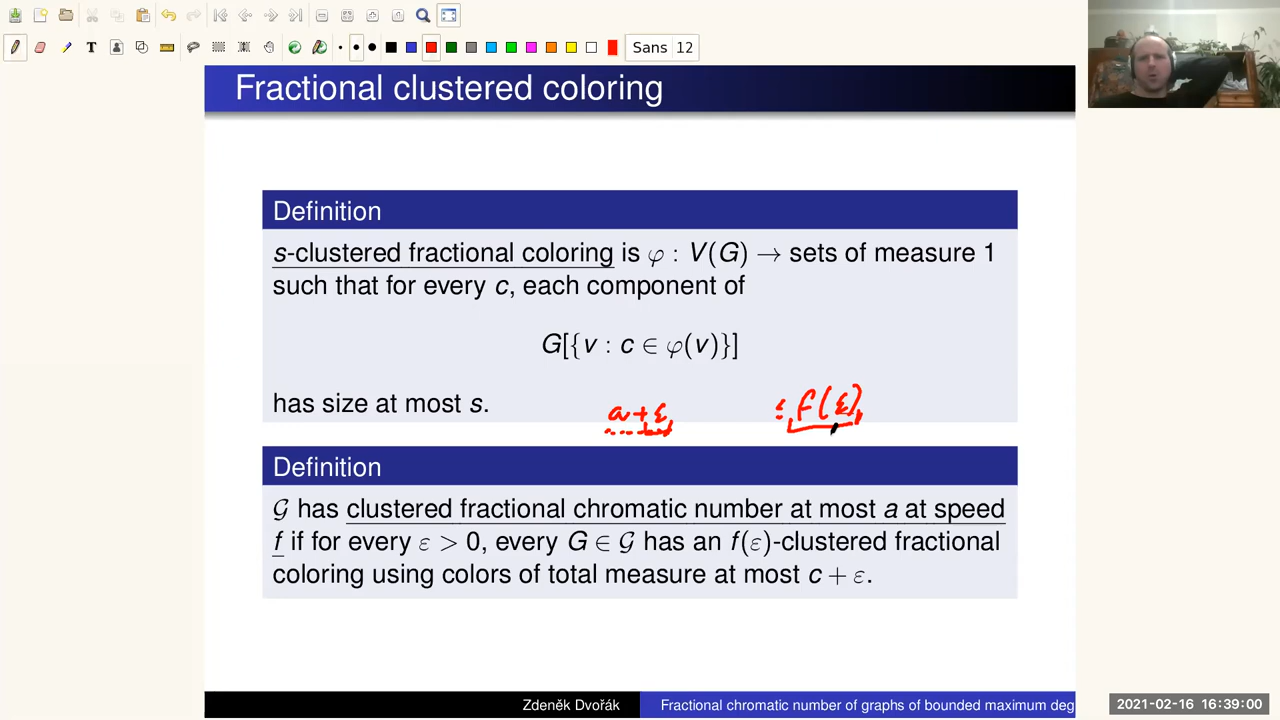 Sans 12
Fractional clustered coloring
Definition
s-clustered fractional coloring is φ : V(G) → sets of measure 1
such that for every c, each component of
G[{v : c ∈ φ(v)}]
has size at most s.
a + ε
≤ f(ε)
Definition
𝒢 has clustered fractional chromatic number at most a at speed
f if for every ε > 0, every G ∈ 𝒢 has an f(ε)-clustered fractional
coloring using colors of total measure at most c + ε.
Zdeněk Dvořák
Fractional chromatic number of graphs of bounded maximum deg
2021-02-16 16:39:00